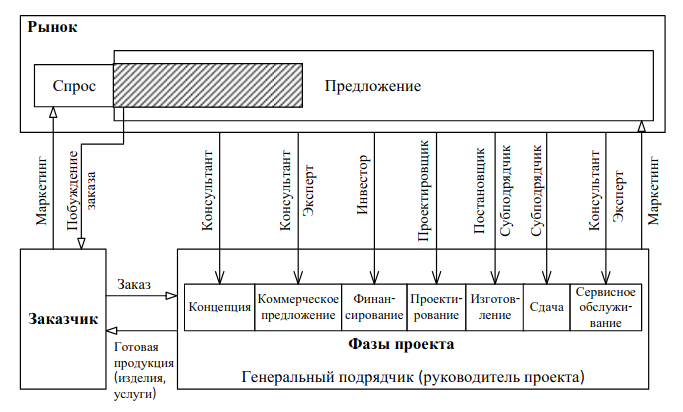 Рынок
Спрос
Предложение
Маркетинг
Побуждение
заказа
Консультант
Консультант
Эксперт
Инвестор
Проектировщик
Постановщик
Субподрядчик
Субподрядчик
Консультант
Эксперт
Маркетинг
Заказчик
Заказ
Готовая
продукция
(изделия,
услуги)
Концепция
Коммерческое
предложение
Финан-
сирование
Проекти-
рование
Изготов-
ление
Сдача
Сервисное
обслужи-
вание
Фазы проекта
Генеральный подрядчик (руководитель проекта)